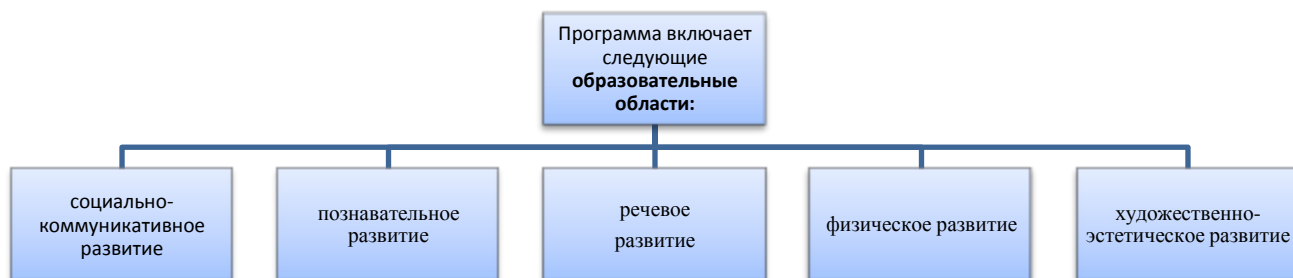 Программа включает
следующие
образовательные
области:
социально-
коммуникативное
развитие
познавательное
развитие
речевое
развитие
физическое развитие
художественно-
эстетическое развитие